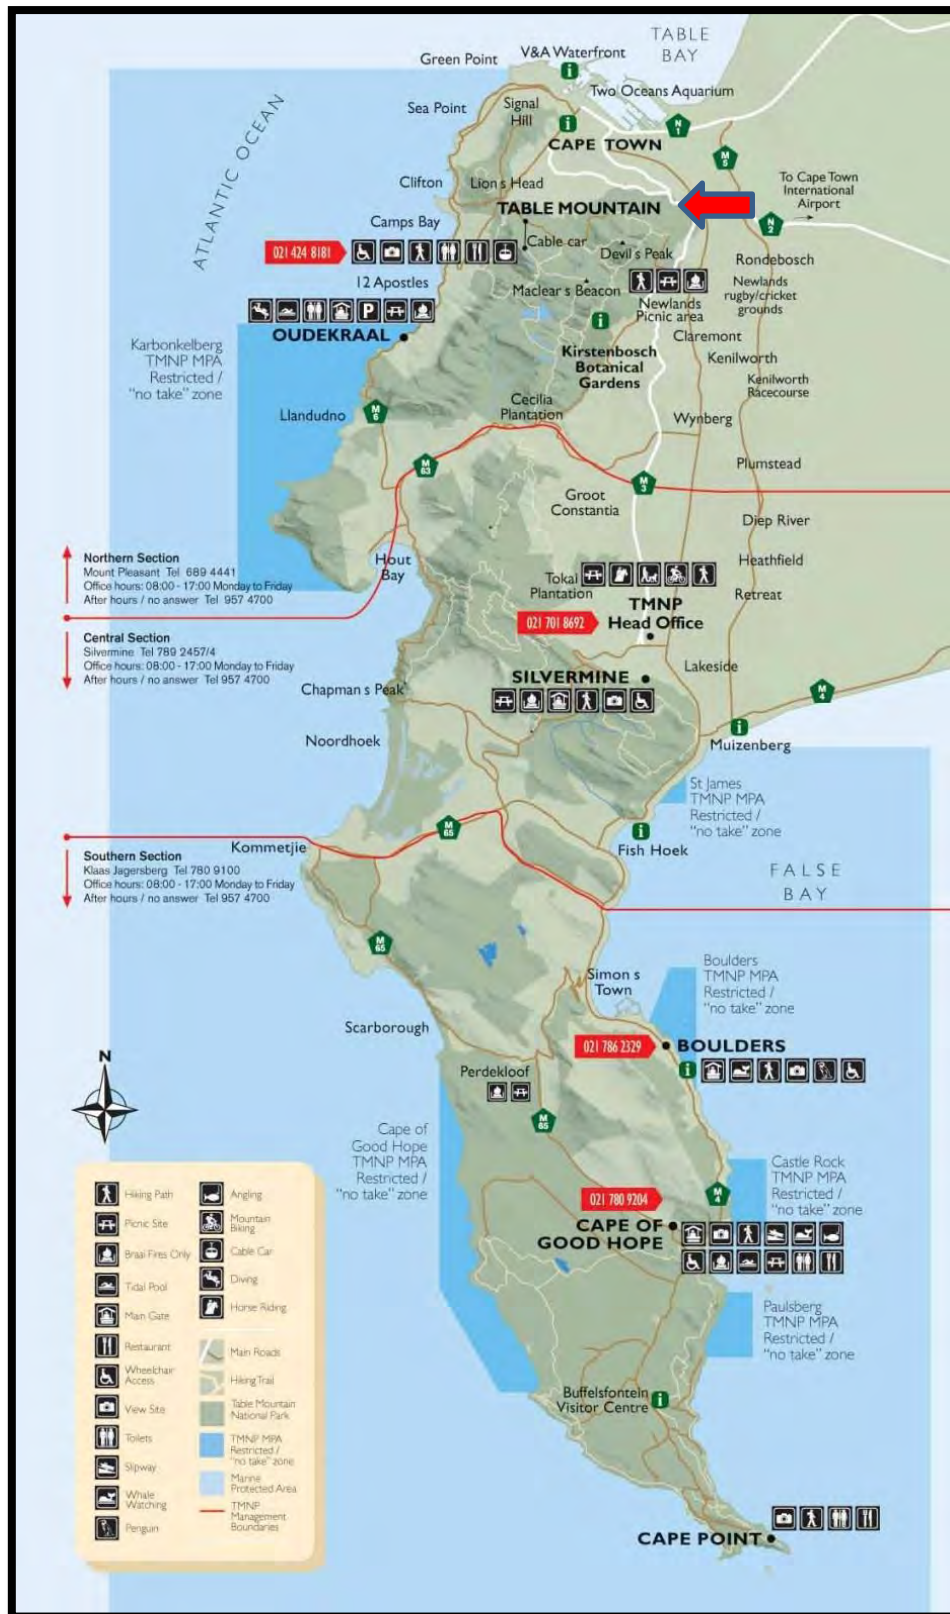 TABLE
BAY
V&A Waterfront
Green Point
Two Oceans Aquarium
Sea Point
Signal
Hill
N
1
CAPE TOWN
M
5
ATLANTIC OCEAN
To Cape Town
International
Airport
Clifton
Lion s Head
TABLE MOUNTAIN
N
2
Camps Bay
021 424 8181
Cable car
Devil s Peak
Rondebosch
12 Apostles
Maclear s Beacon
Newlands
Picnic area
Newlands
rugby/cricket
grounds
P
OUDEKRAAL
Claremont
Karbonkelberg
TMNP MPA
Restricted /
“no take” zone
Kirstenbosch
Botanical
Gardens
Kenilworth
Kenilworth
Racecourse
Cecilia
Plantation
Llandudno
M
6
Wynberg
M
63
Plumstead
M
3
Groot
Constantia
Diep River
Northern Section
Mount Pleasant Tel 689 4441
Office hours: 08:00 - 17:00 Monday to Friday
After hours / no answer Tel 957 4700
Hout
Bay
Heathfield
Tokai
Plantation
Retreat
TMNP
Head Office
021 701 8692
Central Section
Silvermine Tel 789 2457/4
Office hours: 08:00 - 17:00 Monday to Friday
After hours / no answer Tel 957 4700
Lakeside
SILVERMINE
M
4
Chapman s Peak
Noordhoek
Muizenberg
St James
TMNP MPA
Restricted /
“no take” zone
M
65
Kommetjie
Fish Hoek
Southern Section
Klaas Jagersberg Tel 780 9100
Office hours: 08:00 - 17:00 Monday to Friday
After hours / no answer Tel 957 4700
FALSE
BAY
M
65
Simon s
Town
Boulders
TMNP MPA
Restricted /
“no take” zone
Scarborough
021 786 2329
BOULDERS
N
Perdekloof
M
65
Cape of
Good Hope
TMNP MPA
Restricted /
“no take” zone
Castle Rock
TMNP MPA
Restricted /
“no take” zone
M
4
021 780 9204
CAPE OF
GOOD HOPE
Paulsberg
TMNP MPA
Restricted /
“no take” zone
Buffelsfontein
Visitor Centre
CAPE POINT
Hiking Path
Picnic Site
Braai Fires Only
Tidal Pool
Main Gate
Restaurant
Wheelchair
Access
View Site
Toilets
Slipway
Whale
Watching
Penguin
Angling
Mountain
Biking
Cable Car
Diving
Horse Riding
Main Roads
Hiking Trail
Table Mountain
National Park
TMNP MPA
Restricted /
“no take” zone
Marine
Protected Area
TMNP
Management
Boundaries